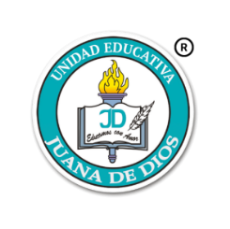 UNIDAD EDUCATIVA
JD
Educamos con Amor
JUANA DE DIOS
®